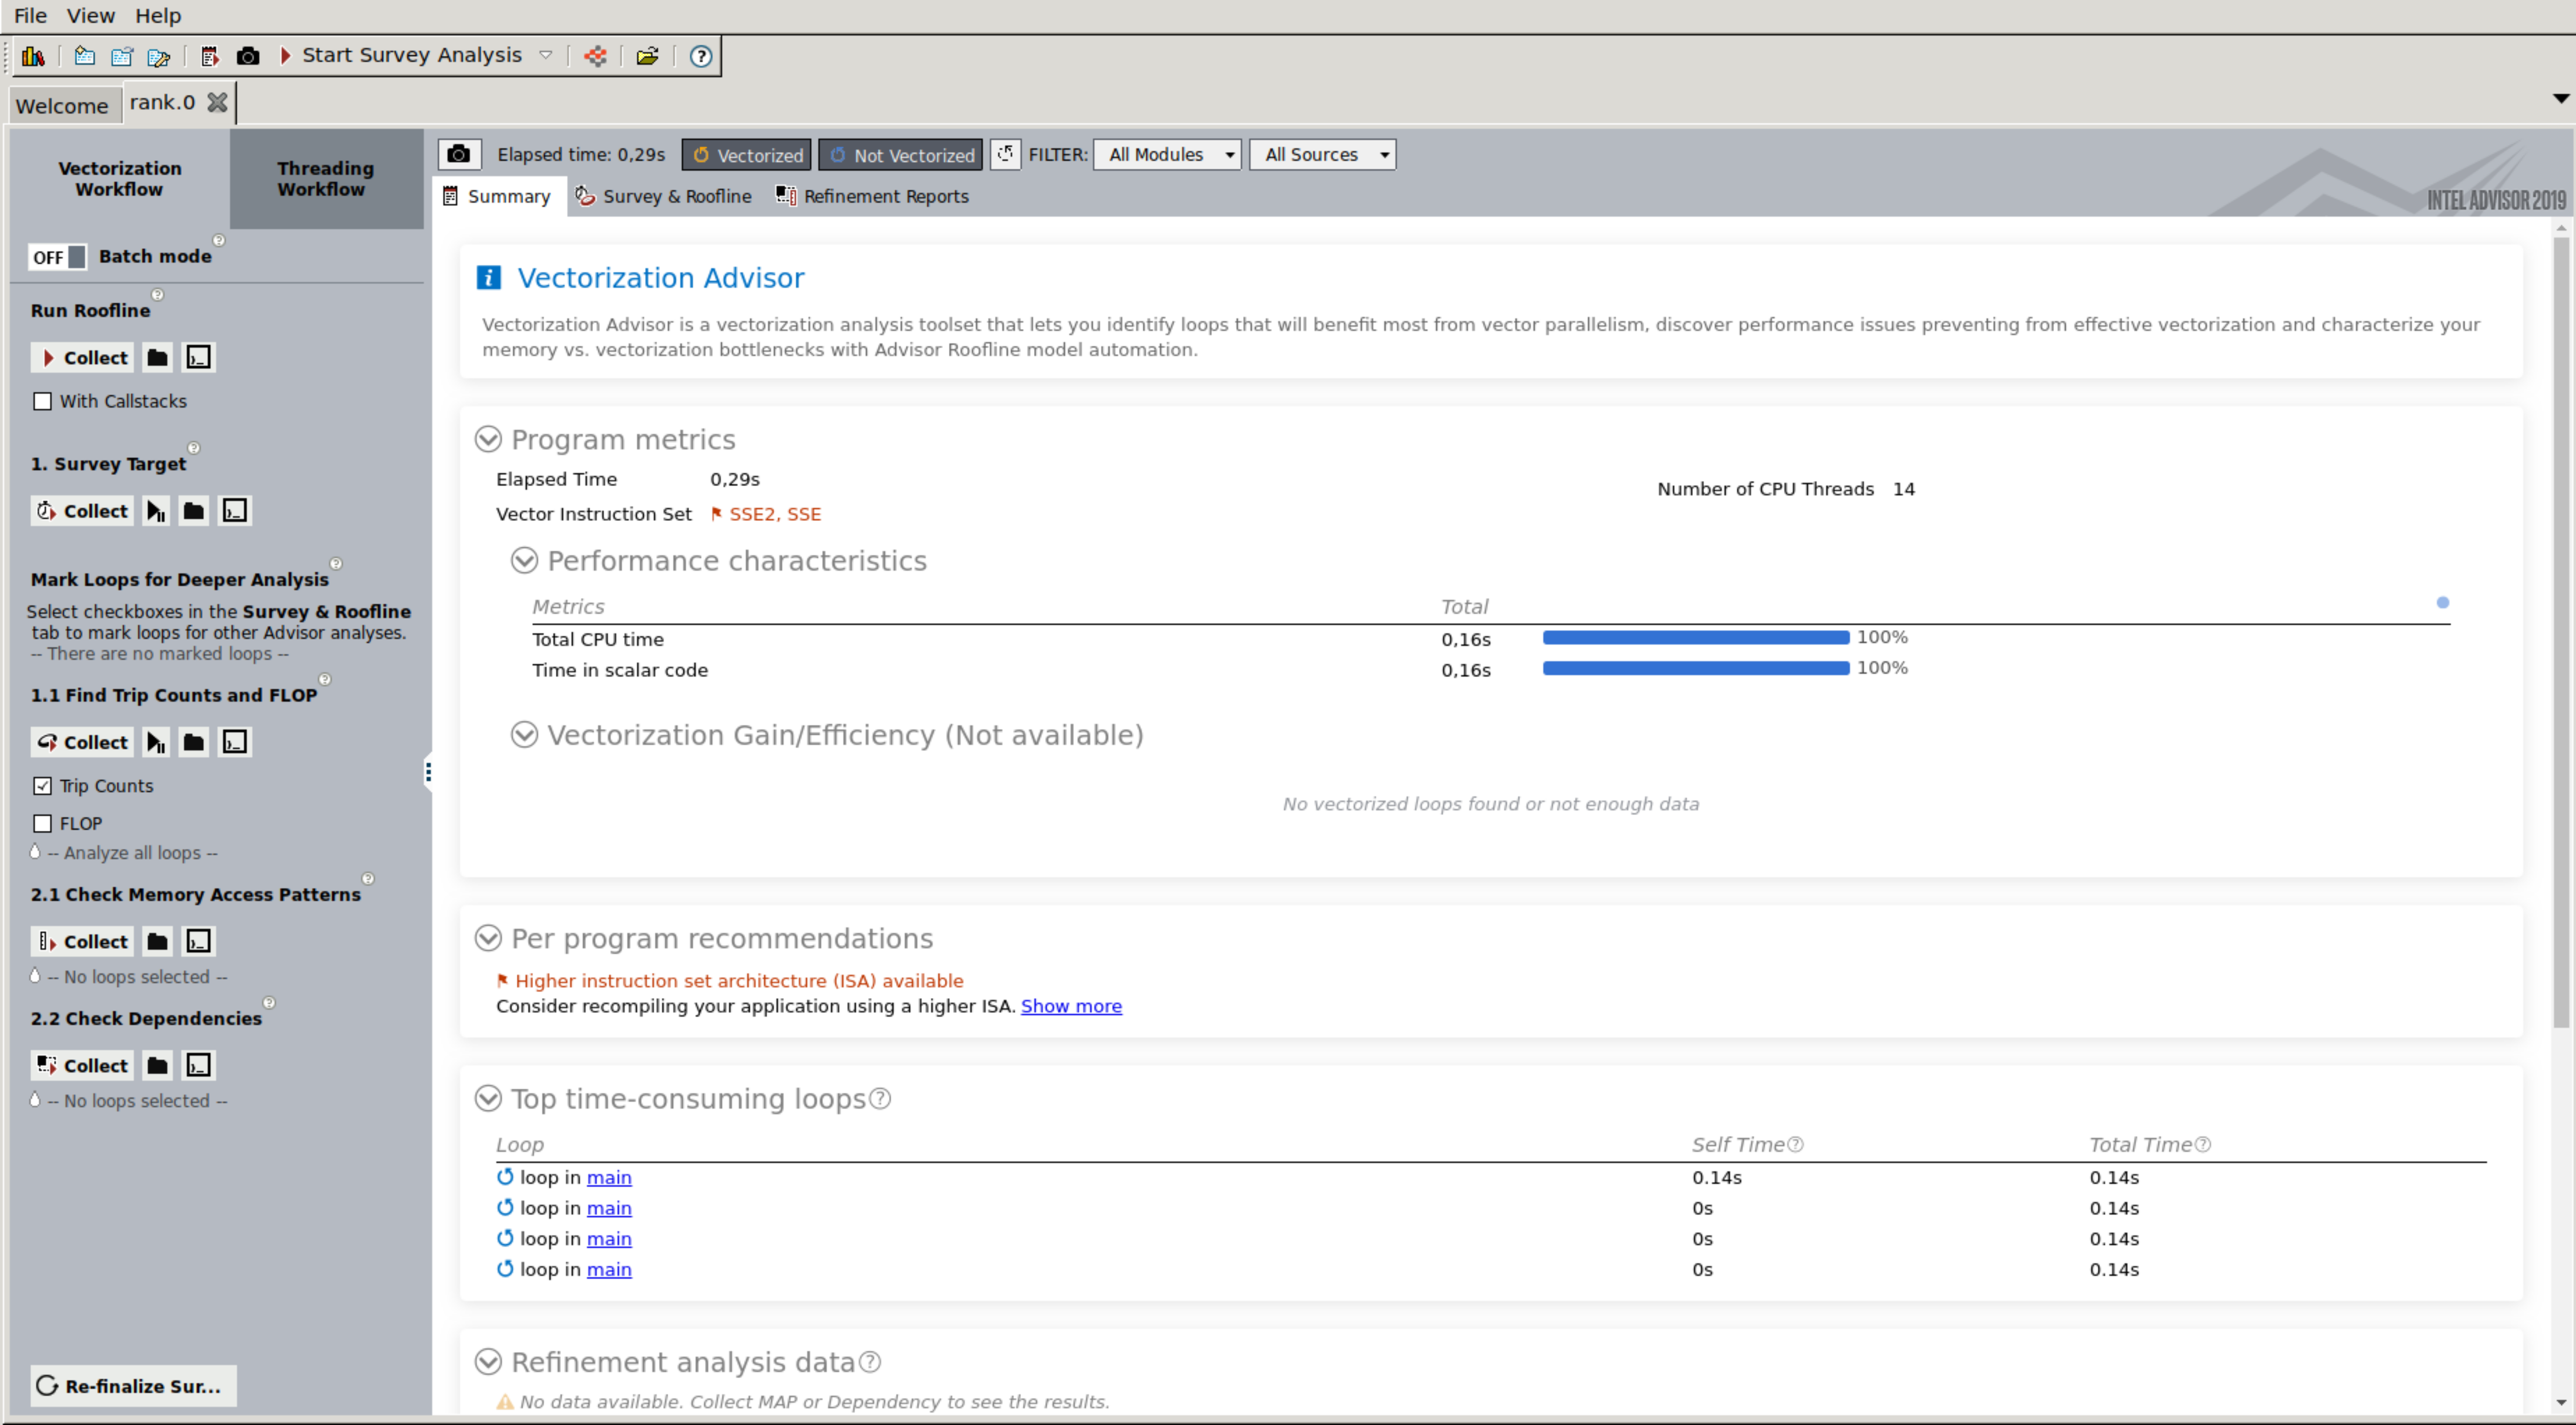 File View Help
Start Survey Analysis
Welcome rank.0
Vectorization Workflow
Threading Workflow
OFF Batch mode
Run Roofline
Collect
With Callstacks
1. Survey Target
Collect
Mark Loops for Deeper Analysis
Select checkboxes in the Survey & Roofline
tab to mark loops for other Advisor analyses.
-- There are no marked loops --
1.1 Find Trip Counts and FLOP
Collect
Trip Counts
FLOP
-- Analyze all loops --
2.1 Check Memory Access Patterns
Collect
-- No loops selected --
2.2 Check Dependencies
Collect
-- No loops selected --
Re-finalize Sur...
Elapsed time: 0,29s Vectorized Not Vectorized FILTER: All Modules All Sources
Summary Survey & Roofline Refinement Reports
INTEL ADVISOR 2019
Vectorization Advisor
Vectorization Advisor is a vectorization analysis toolset that lets you identify loops that will benefit most from vector parallelism, discover performance issues preventing from effective vectorization and characterize your
memory vs. vectorization bottlenecks with Advisor Roofline model automation.
Program metrics
Elapsed Time 0,29s
Number of CPU Threads 14
Vector Instruction Set SSE2, SSE
Performance characteristics
Metrics Total
Total CPU time 0,16s 100%
Time in scalar code 0,16s 100%
Vectorization Gain/Efficiency (Not available)
No vectorized loops found or not enough data
Per program recommendations
Higher instruction set architecture (ISA) available
Consider recompiling your application using a higher ISA. Show more
Top time-consuming loops
Loop Self Time Total Time
loop in main 0.14s 0.14s
loop in main 0s 0.14s
loop in main 0s 0.14s
loop in main 0s 0.14s
Refinement analysis data
No data available. Collect MAP or Dependency to see the results.